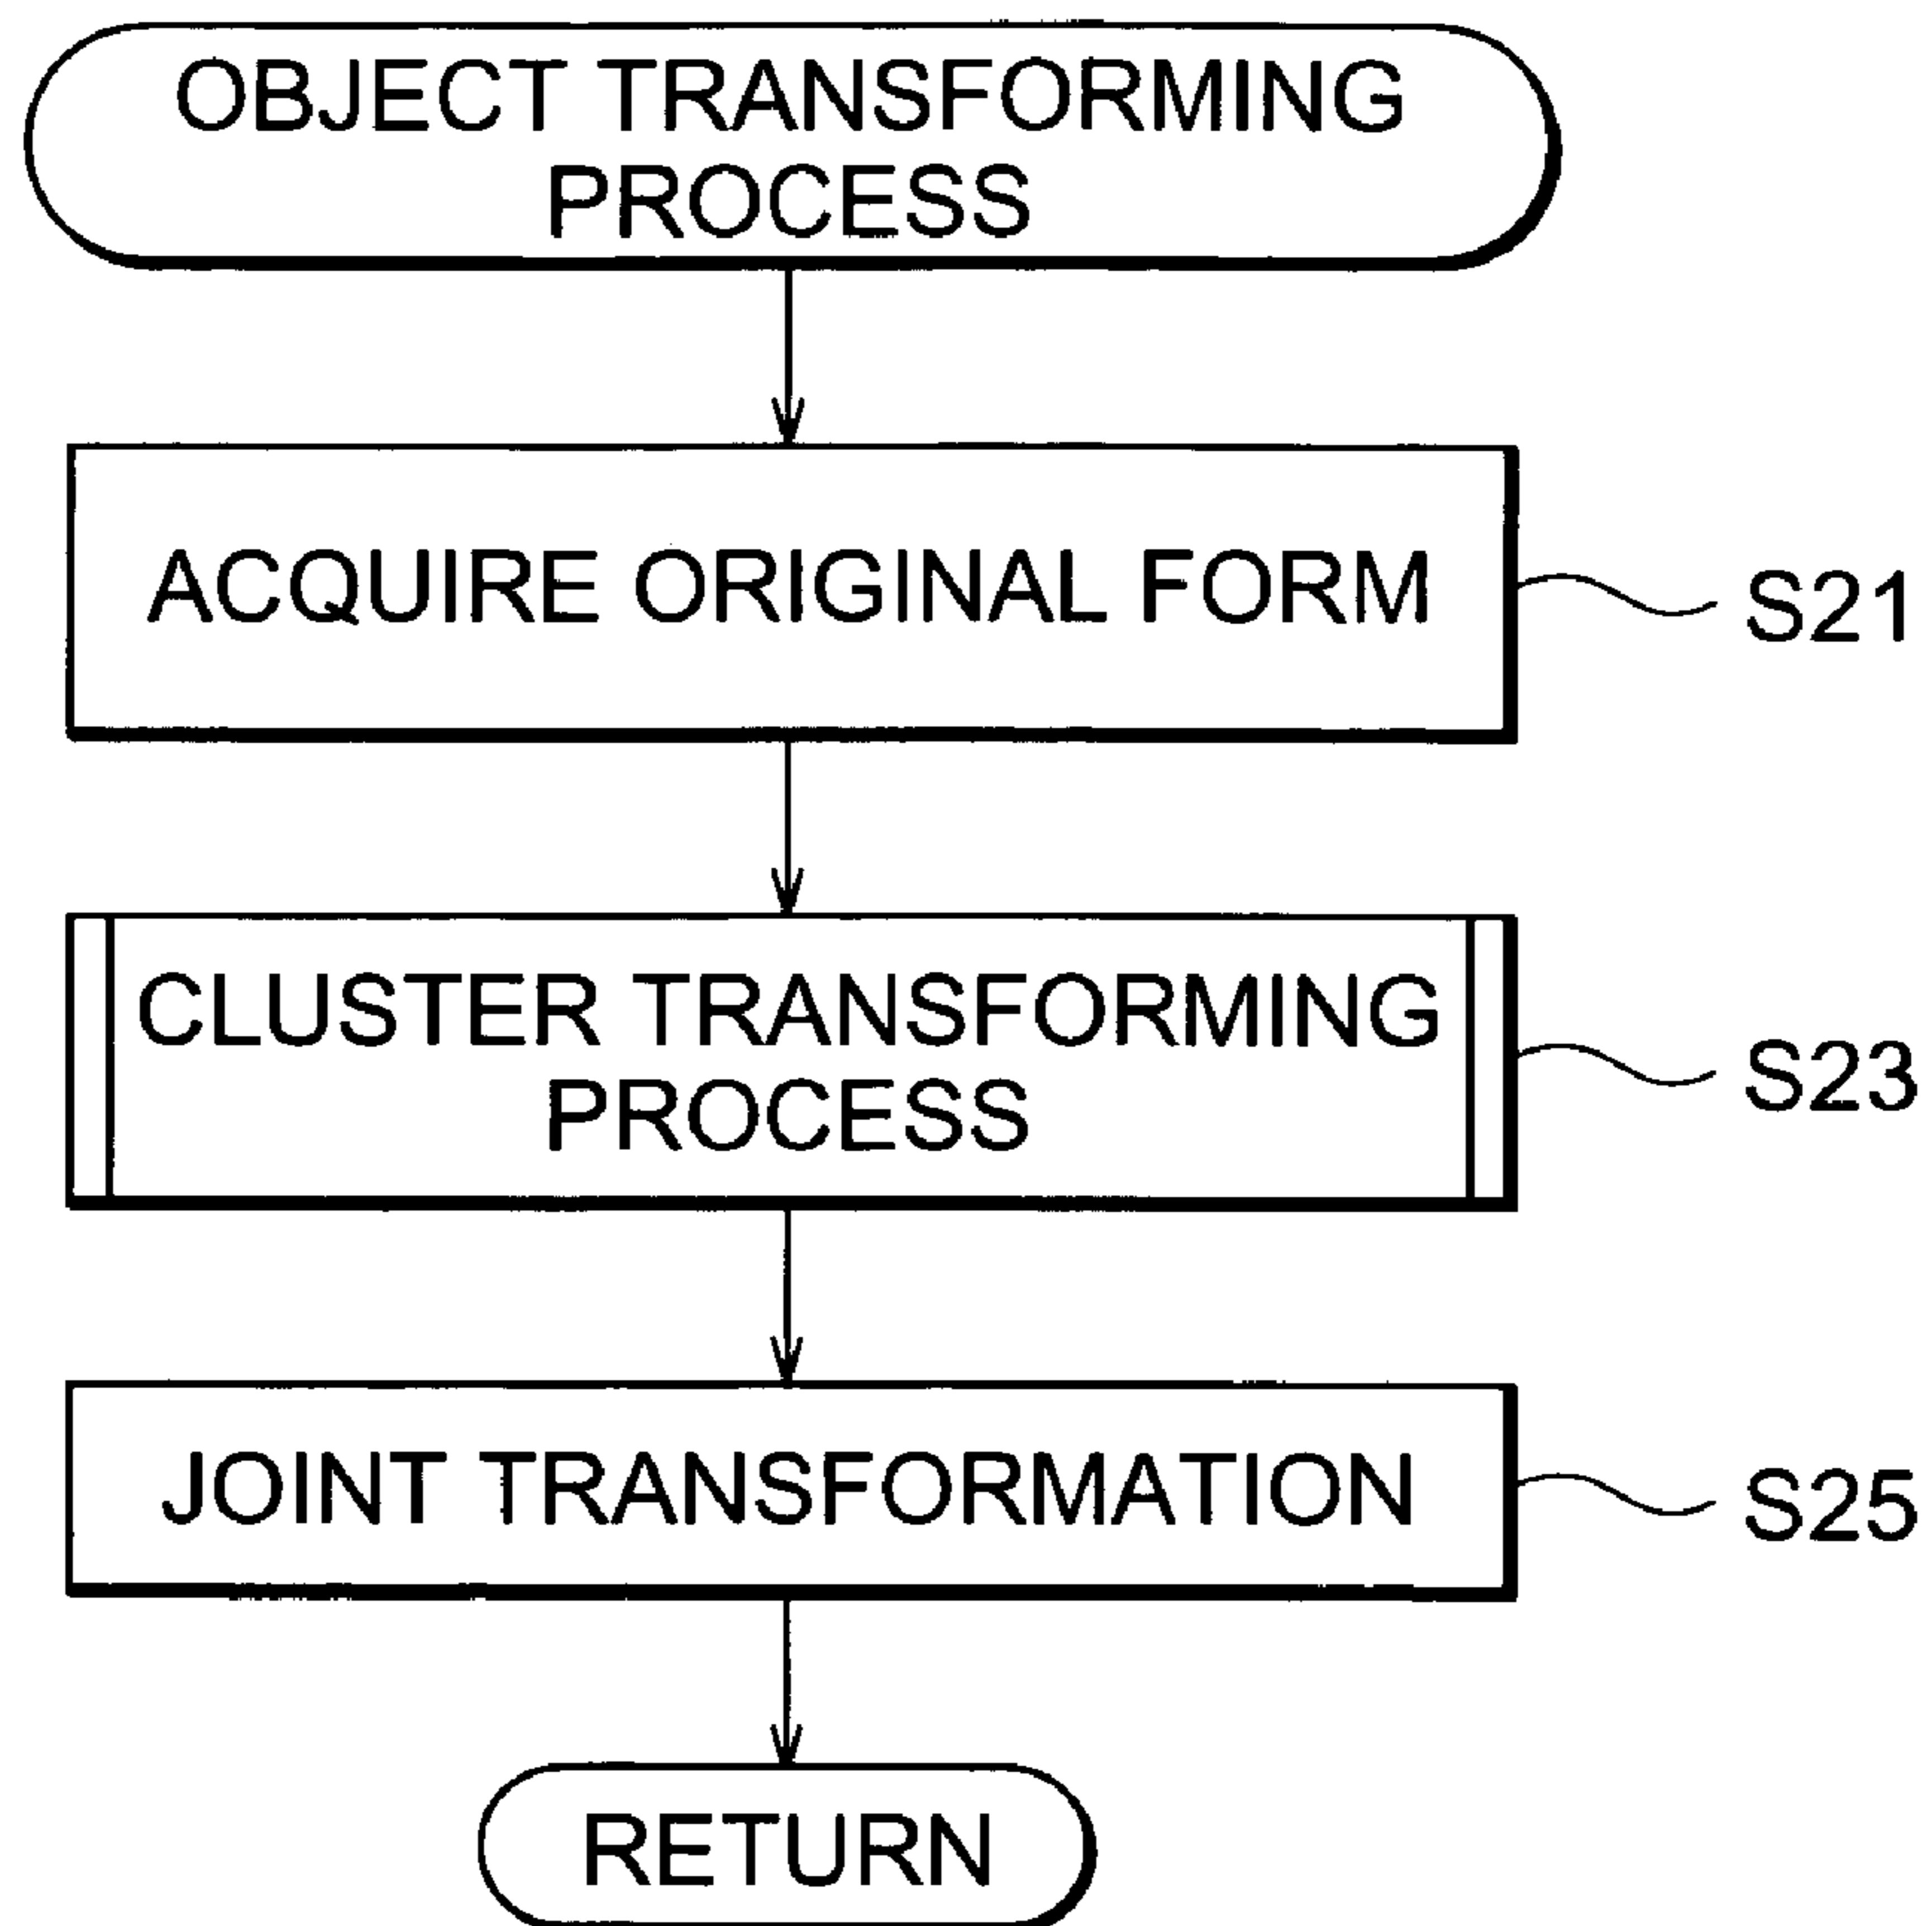 OBJECT TRANSFORMING
PROCESS
ACQUIRE ORIGINAL FORM
S21
CLUSTER TRANSFORMING
PROCESS
S23
JOINT TRANSFORMATION
S25
RETURN